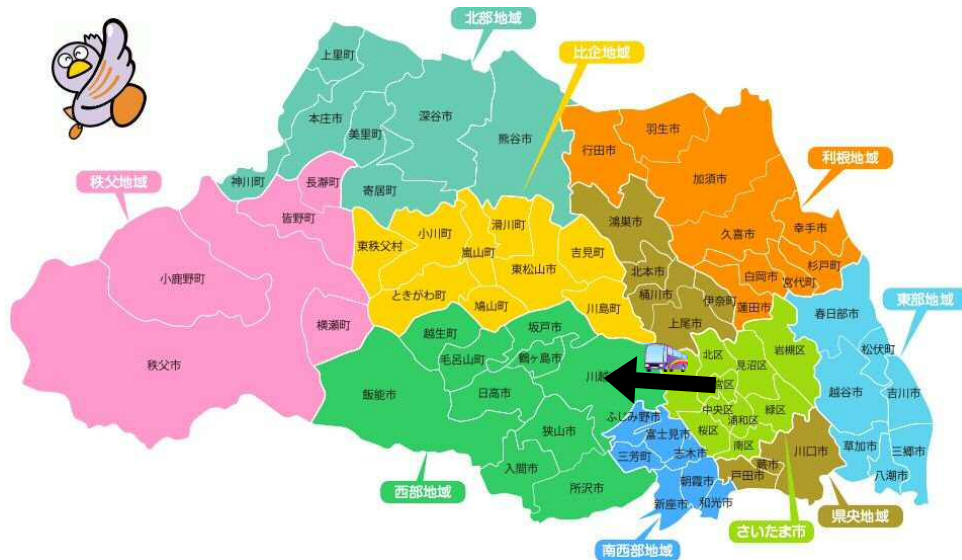 北部地域
比企地域
上里町
本庄市
美里町
深谷市
熊谷市
神川町
寄居町
行田市
羽生市
加須市
利根地域
秩父地域
長瀞町
皆野町
小鹿野町
秩父市
横瀬町
東秩父村
小川町
滑川町
嵐山町
東松山市
吉見町
ときがわ町
鳩山町
川島町
鴻巣市
北本市
桶川市
伊奈町
上尾市
久喜市
幸手市
白岡市
杉戸町
宮代町
蓮田市
東部地域
春日部市
松伏町
越谷市
吉川市
草加市
三郷市
八潮市
越生町
坂戸市
毛呂山町
鶴ヶ島市
飯能市
日高市
川越
狭山市
入間市
所沢市
西部地域
北区
見沼区
岩槻区
宮区
中央区
浦和区
緑区
桜区
南区
ふじみ野市
富士見市
三芳町
志木市
朝霞市
新座市
和光市
戸田市
蕨市
川口市
南西部地域
さいたま市
県央地域